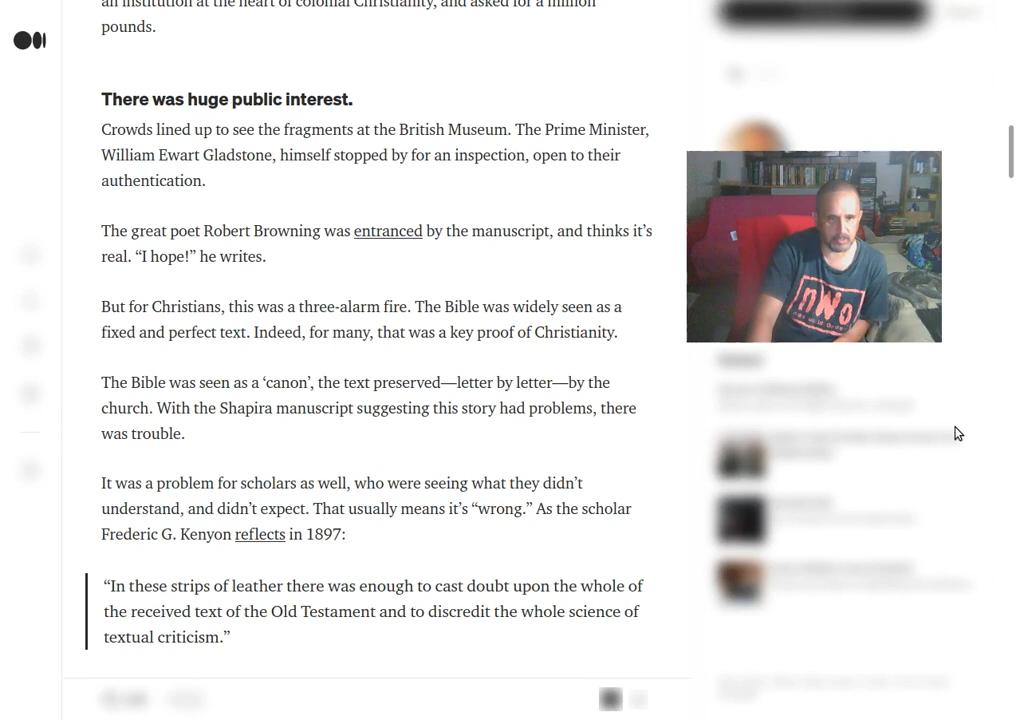 an institution at the heart of colonial Christianity, and asked for a million
pounds.
There was huge public interest.
Crowds lined up to see the fragments at the British Museum. The Prime Minister,
William Ewart Gladstone, himself stopped by for an inspection, open to their
authentication.
The great poet Robert Browning was entranced by the manuscript, and thinks it’s
real. “I hope!” he writes.
But for Christians, this was a three-alarm fire. The Bible was widely seen as a
fixed and perfect text. Indeed, for many, that was a key proof of Christianity.
The Bible was seen as a ‘canon’, the text preserved—letter by letter—by the
church. With the Shapira manuscript suggesting this story had problems, there
was trouble.
It was a problem for scholars as well, who were seeing what they didn’t
understand, and didn’t expect. That usually means it’s “wrong.” As the scholar
Frederic G. Kenyon reflects in 1897:
“In these strips of leather there was enough to cast doubt upon the whole of
the received text of the Old Testament and to discredit the whole science of
textual criticism.”
nWo